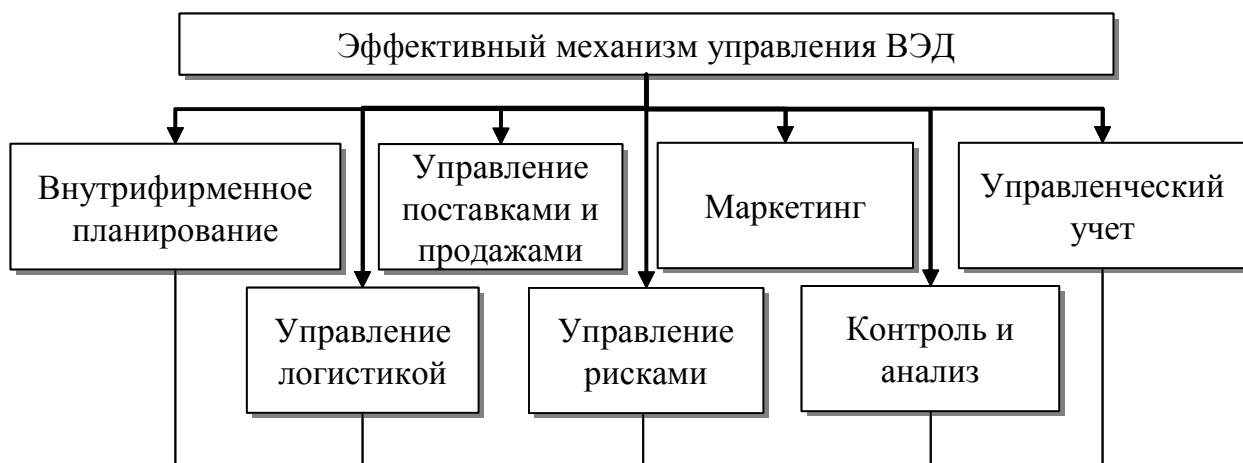 Эффективный механизм управления ВЭД
Внутрифирменное
планирование
Управление
поставками и
продажами
Маркетинг
Управленческий
учет
Управление
логистикой
Управление
рисками
Контроль и
анализ